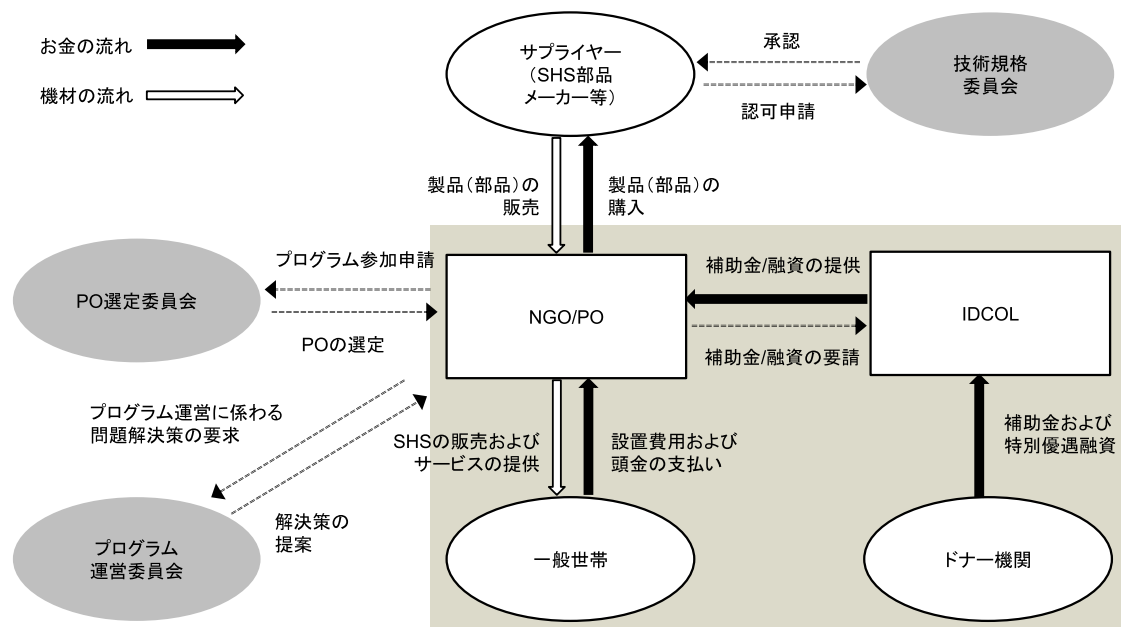 お金の流れ
機材の流れ
サプライヤー
（SHS部品
メーカー等）
承認
認可申請
技術規格
委員会
製品（部品）の
販売
製品（部品）の
購入
プログラム参加申請
PO選定委員会
POの選定
NGO/PO
補助金/融資の提供
補助金/融資の要請
IDCOL
プログラム運営に係わる
問題解決策の要求
SHSの販売および
サービスの提供
設置費用および
頭金の支払い
補助金および
特別優遇融資
解決策の
提案
プログラム
運営委員会
一般世帯
ドナー機関